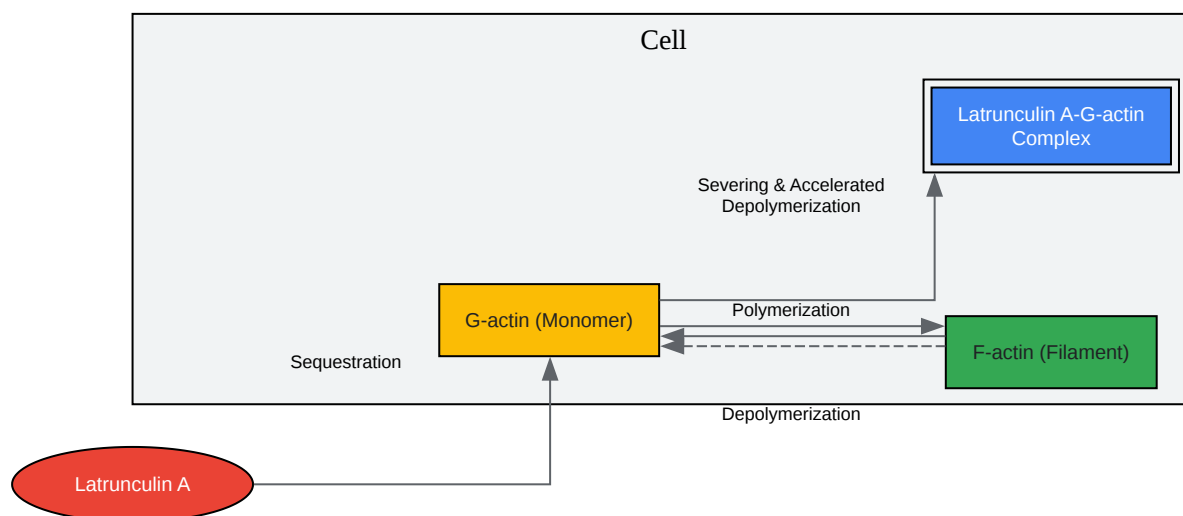 Cell
Latrunculin A-G-actin
Complex
Severing & Accelerated
Depolymerization
Polymerization
G-actin (Monomer)
F-actin (Filament)
Sequestration
Depolymerization
Latrunculin A